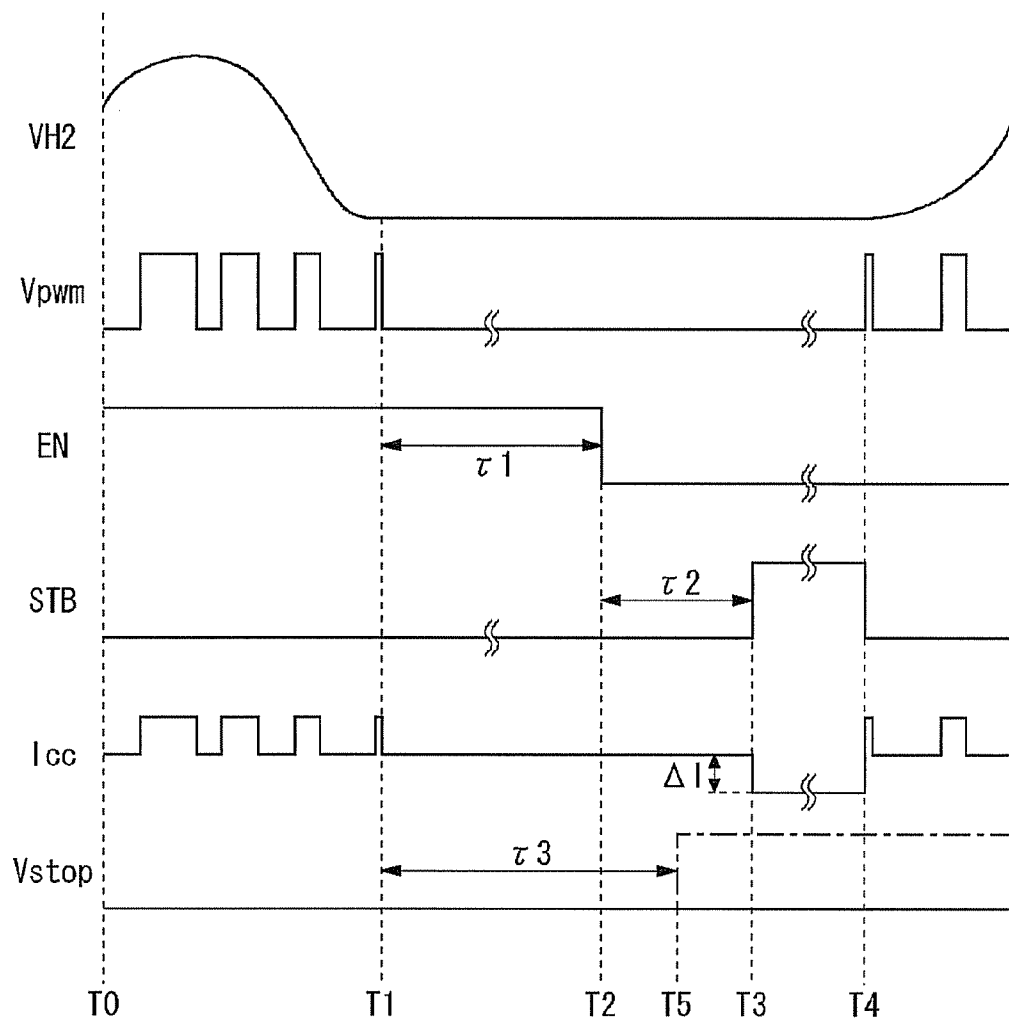 VH2
Vpwm
EN
τ1
STB
τ2
Icc
ΔI
Vstop
τ3
T0 T1 T2 T5 T3 T4